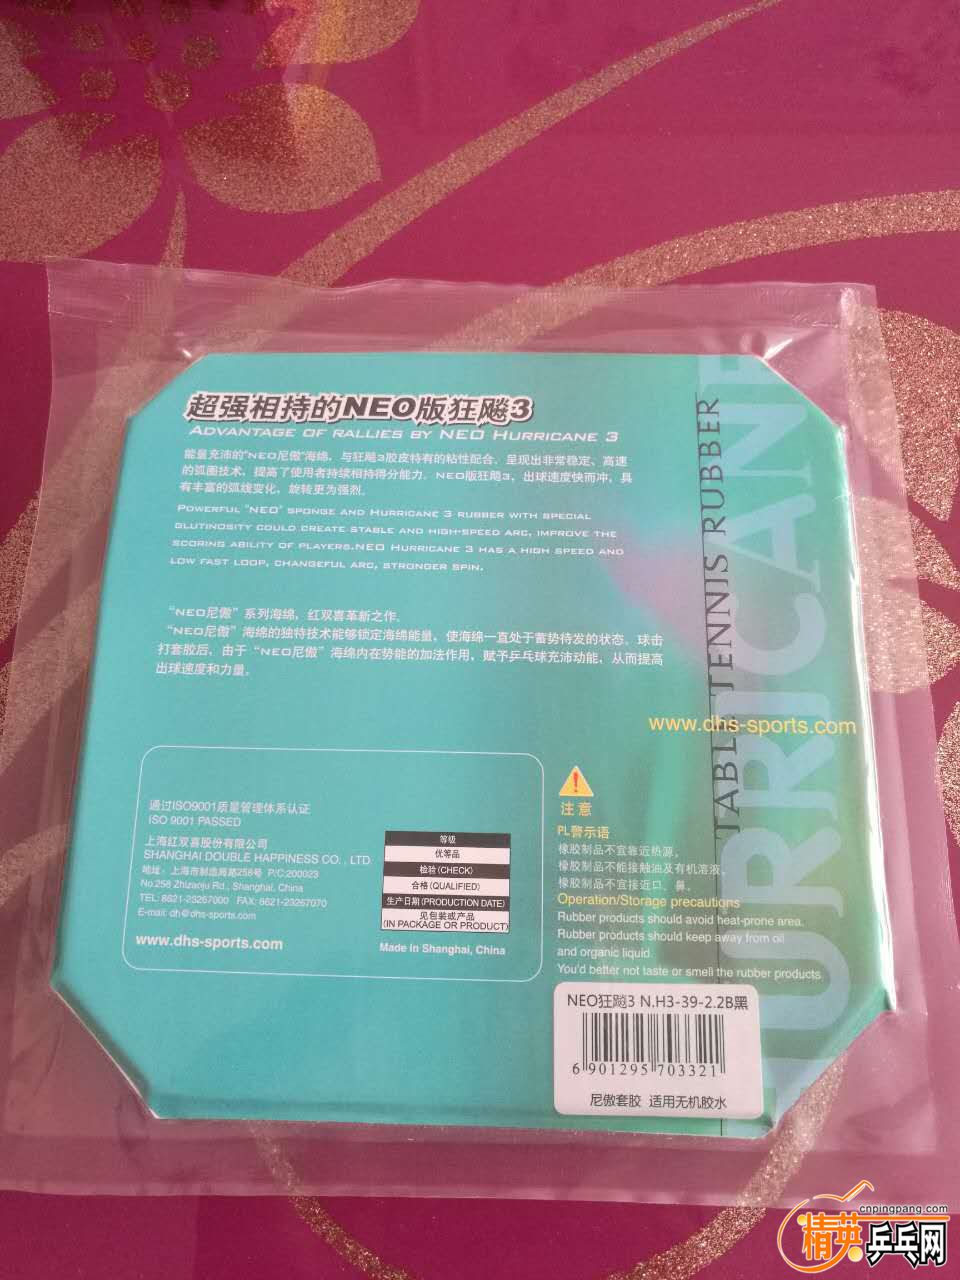 超强相持的NEO版狂飚3
ADVANTAGE OF RALLIES BY NEO HURRICANE 3
能量充沛的"NEO尼傲"海绵，与狂飚3胶皮特有的粘性配合，呈现出非常稳定、高速
的弧圈技术，提高了使用者持续相持得分能力。NEO版狂飚3，出球速度快而冲，具
有丰富的弧线变化，旋转更为强烈。
POWERFUL "NEO" SPONGE AND HURRICANE 3 RUBBER WITH SPECIAL
GLUTINOSITY COULD CREATE STABLE AND HIGH-SPEED ARC, IMPROVE THE
SCORING ABILITY OF PLAYERS.NEO HURRICANE 3 HAS A HIGH SPEED AND
LOW FAST LOOP, CHANGEFUL ARC, STRONGER SPIN.
"NEO尼傲"系列海绵，红双喜革新之作。
"NEO尼傲"海绵的独特技术能够锁定海绵能量，使海绵一直处于蓄势待发的状态。球击
打套胶后，由于"NEO尼傲"海绵内在势能的加法作用，赋予乒乓球充沛动能，从而提高
出球速度和力量。
TABLE TENNIS RUBBER
HURRICANE
www.dhs-sports.com
通过ISO9001质量管理体系认证
ISO 9001 PASSED
上海红双喜股份有限公司
SHANGHAI DOUBLE HAPPINESS CO., LTD.
地址：上海市制造局路258号 P/C:200023
No.258 Zhizaoju Rd., Shanghai, China
TEL: 8621-23267000 FAX: 8621-23267070
E-mail: dh@dhs-sports.com
www.dhs-sports.com
等级
优等品
检验(CHECK)
合格(QUALIFIED)
生产日期(PRODUCTION DATE)
见包装或产品
(IN PACKAGE OR PRODUCT)
Made in Shanghai, China
注意
PL警示语
橡胶制品不宜靠近热源，
橡胶制品不能接触油及有机溶液，
橡胶制品不宜接近口、鼻。
Operation/Storage precautions
Rubber products should avoid heat-prone area.
Rubber products should keep away from oil
and organic liquid.
You'd better not taste or smell the rubber products.
NEO狂飚3 N.H3-39-2.2B黑
6 901295 703321
尼傲套胶 适用无机胶水
cnpingpang.com
精英乒乓网